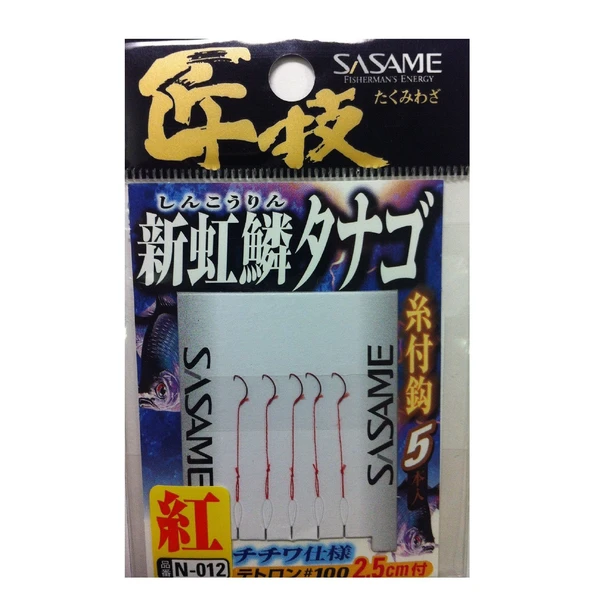 匠技
SASAME
FISHERMAN'S ENERGY
たくみわざ
しんこうりん
新虹鱗タナゴ
糸付鈎
5本入
SASAME
SASAME
紅
品番 N-012
チチワ仕様
テトロン#100 2.5cm付